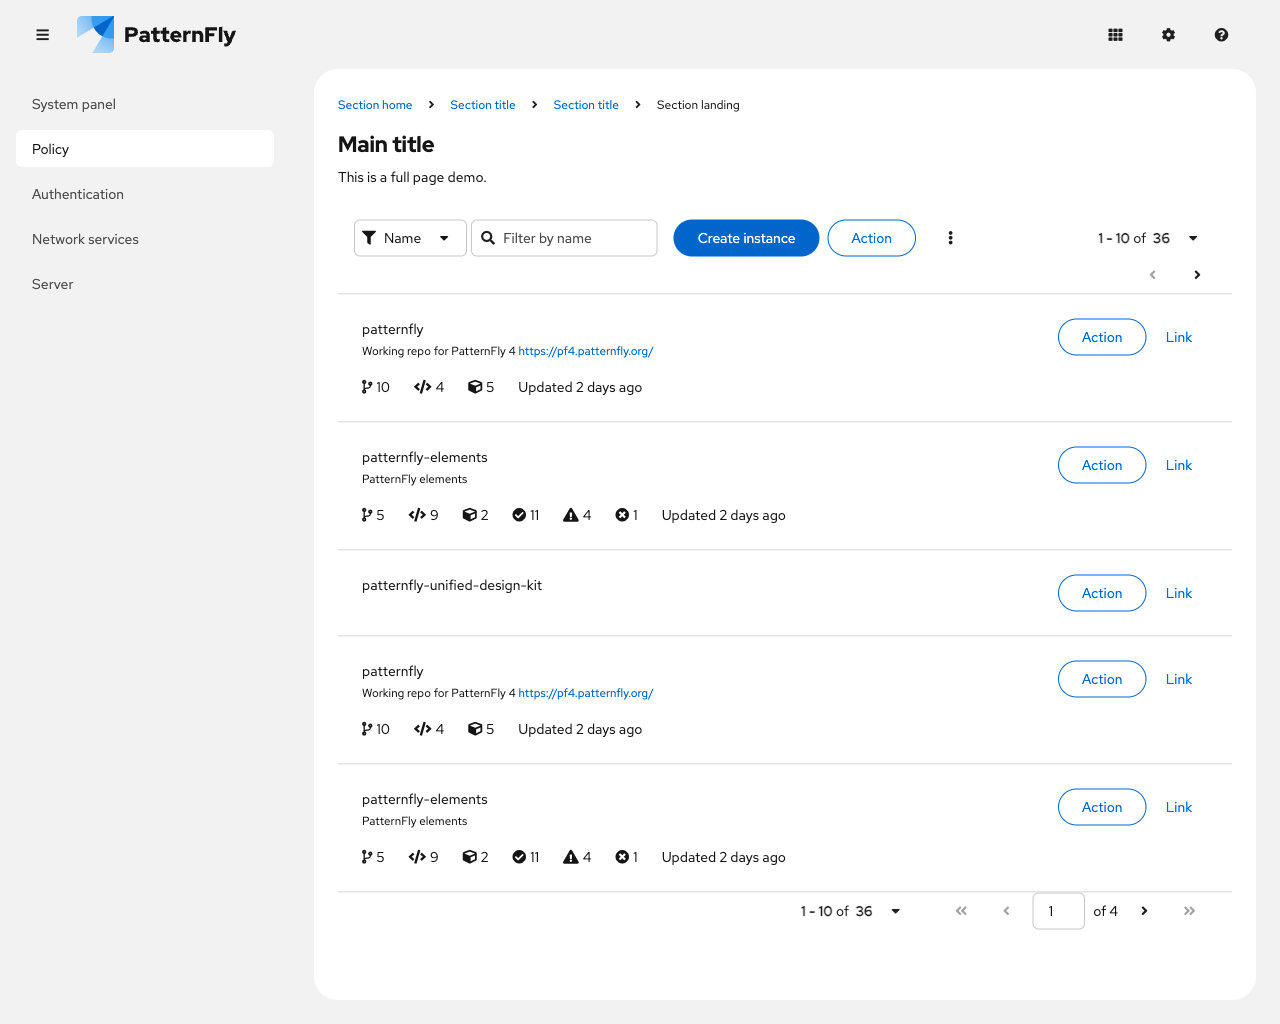 PatternFly
System panel
Policy
Authentication
Network services
Server
Section home Section title Section title Section landing
Main title
This is a full page demo.
Name Filter by name Create instance Action 1 - 10 of 36
patternfly Action Link
Working repo for PatternFly 4 https://pf4.patternfly.org/
10 4 5 Updated 2 days ago
patternfly-elements Action Link
PatternFly elements
5 9 2 11 4 1 Updated 2 days ago
patternfly-unified-design-kit Action Link
patternfly Action Link
Working repo for PatternFly 4 https://pf4.patternfly.org/
10 4 5 Updated 2 days ago
patternfly-elements Action Link
PatternFly elements
5 9 2 11 4 1 Updated 2 days ago
1 - 10 of 36 1 of 4